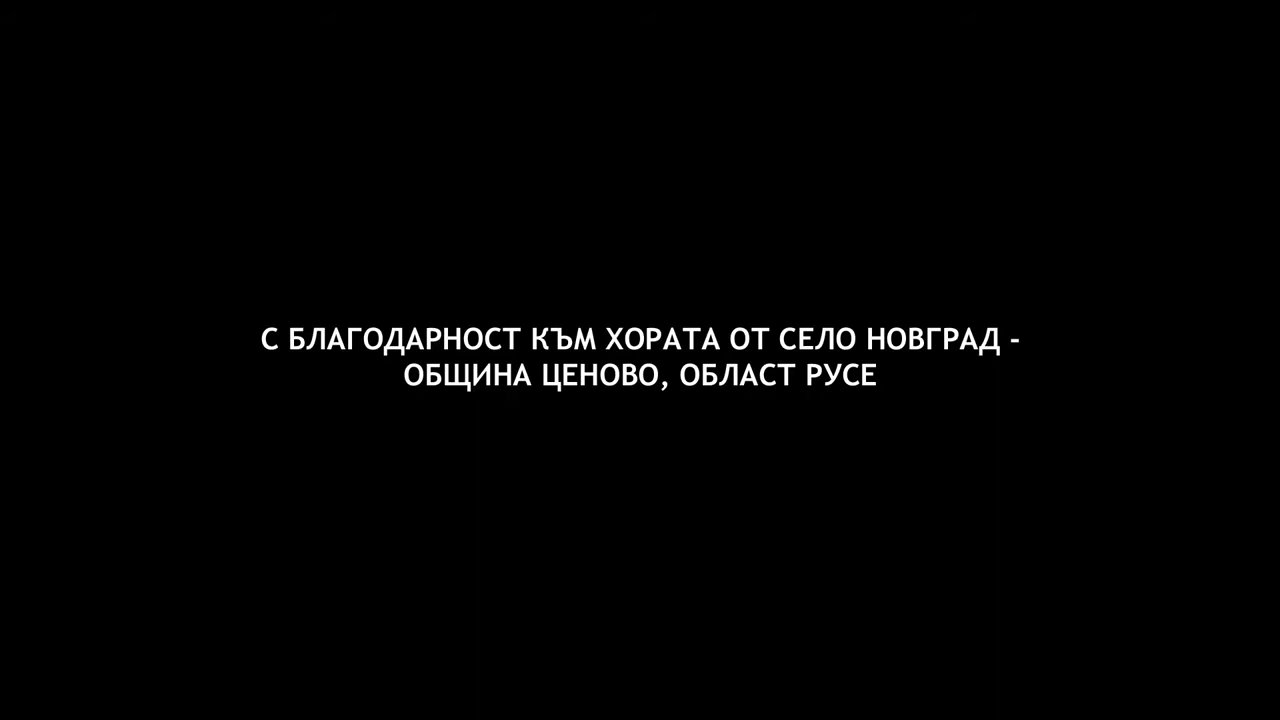 С БЛАГОДАРНОСТ КЪМ ХОРАТА ОТ СЕЛО НОВГРАД -
ОБЩИНА ЦЕНОВО, ОБЛАСТ РУСЕ